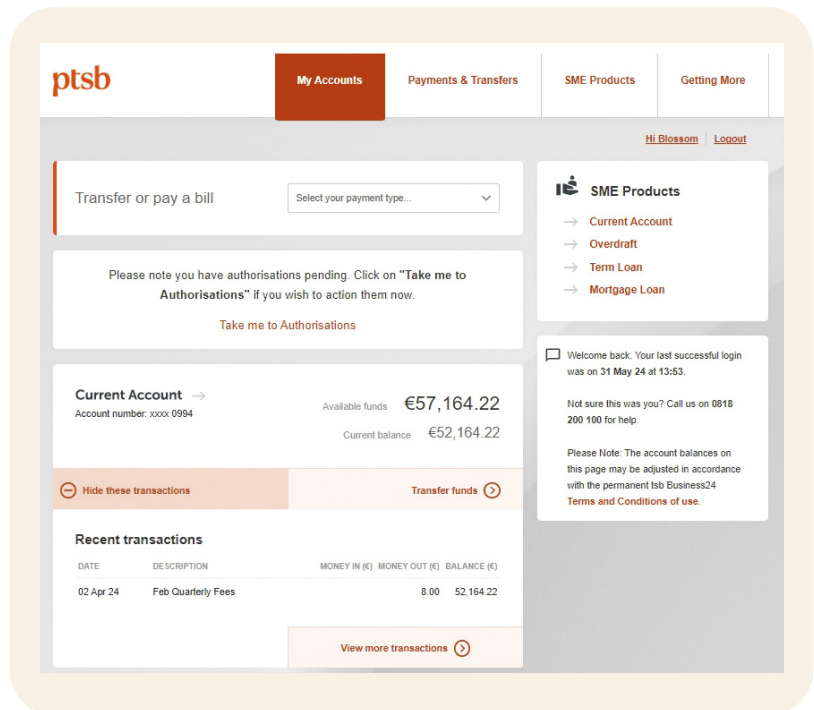 ptsb
My Accounts
Payments & Transfers
SME Products
Getting More
Hi Blossom
Logout
Transfer or pay a bill
Select your payment type...
Please note you have authorisations pending. Click on "Take me to
Authorisations" if you wish to action them now.
Take me to Authorisations
Current Account
Account number: xxxx 0994
Available funds €57,164.22
Current balance €52,164.22
Hide these transactions
Transfer funds
Recent transactions
DATE DESCRIPTION MONEY IN (€) MONEY OUT (€) BALANCE (€)
02 Apr 24 Feb Quarterly Fees 8.00 52,164.22
View more transactions
SME Products
Current Account
Overdraft
Term Loan
Mortgage Loan
Welcome back. Your last successful login
was on 31 May 24 at 13:53.
Not sure this was you? Call us on 0818
200 100 for help.
Please Note: The account balances on
this page may be adjusted in accordance
with the permanent tsb Business24
Terms and Conditions of use.